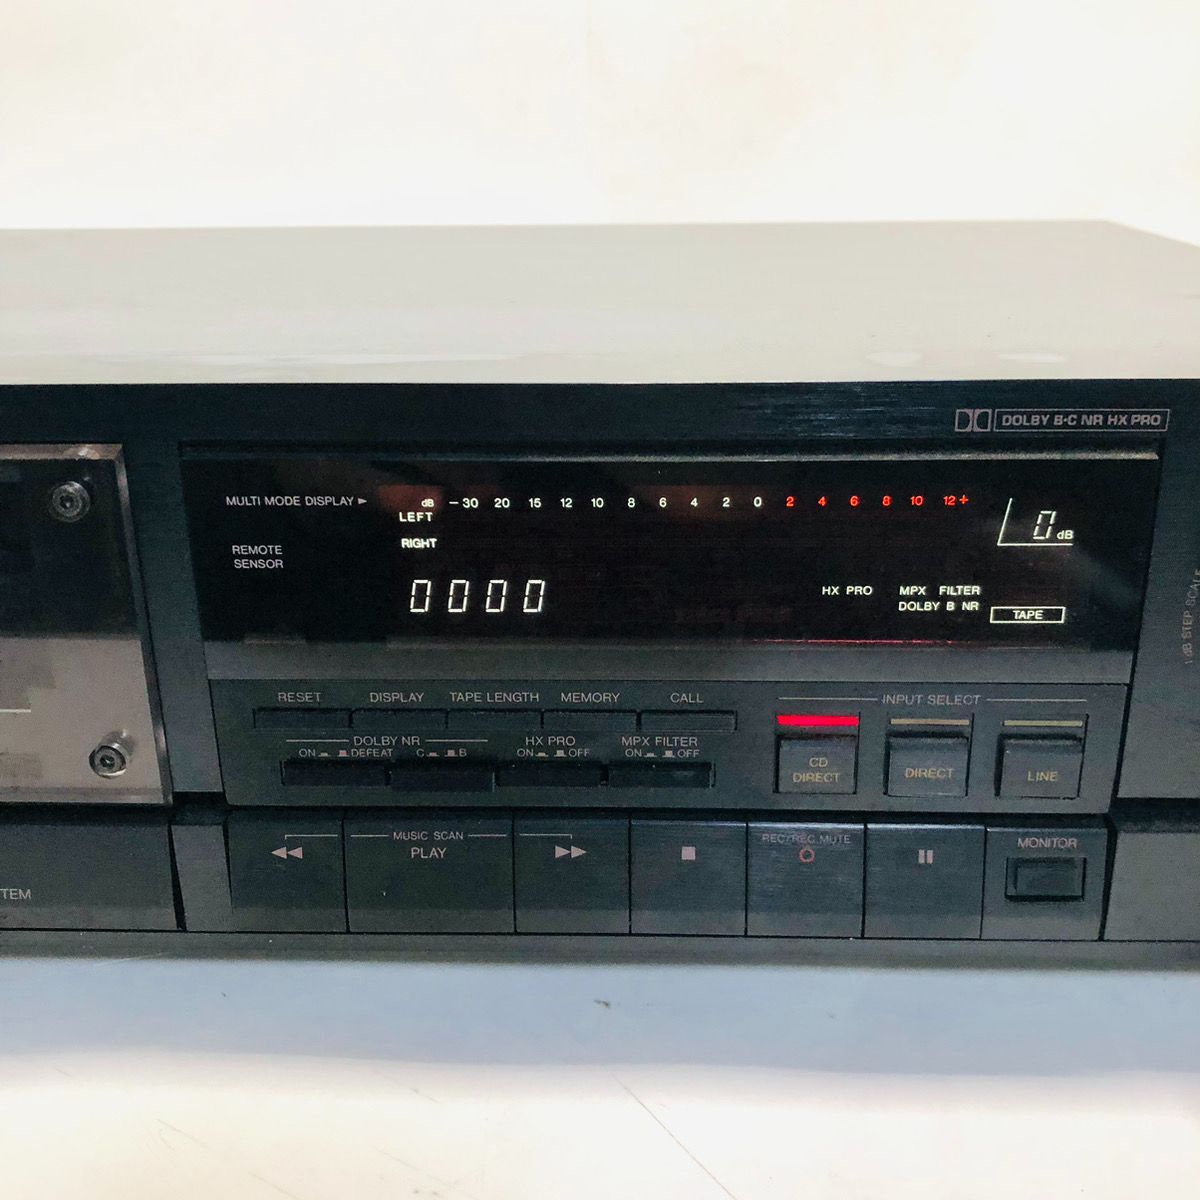 DOLBY B·C NR HX PRO
MULTI MODE DISPLAY ▶
dB -30 20 15 12 10 8 6 4 2 0 2 4 6 8 10 12+
LEFT
RIGHT
0 dB
REMOTE
SENSOR
0000
HX PRO MPX FILTER
DOLBY B NR
TAPE
1dB STEP
RESET DISPLAY TAPE LENGTH MEMORY CALL
INPUT SELECT
DOLBY NR HX PRO MPX FILTER
ON DEFEAT C B ON OFF ON OFF
CD
DIRECT
DIRECT
LINE
MUSIC SCAN
PLAY
REC/REC MUTE
MONITOR
TEM